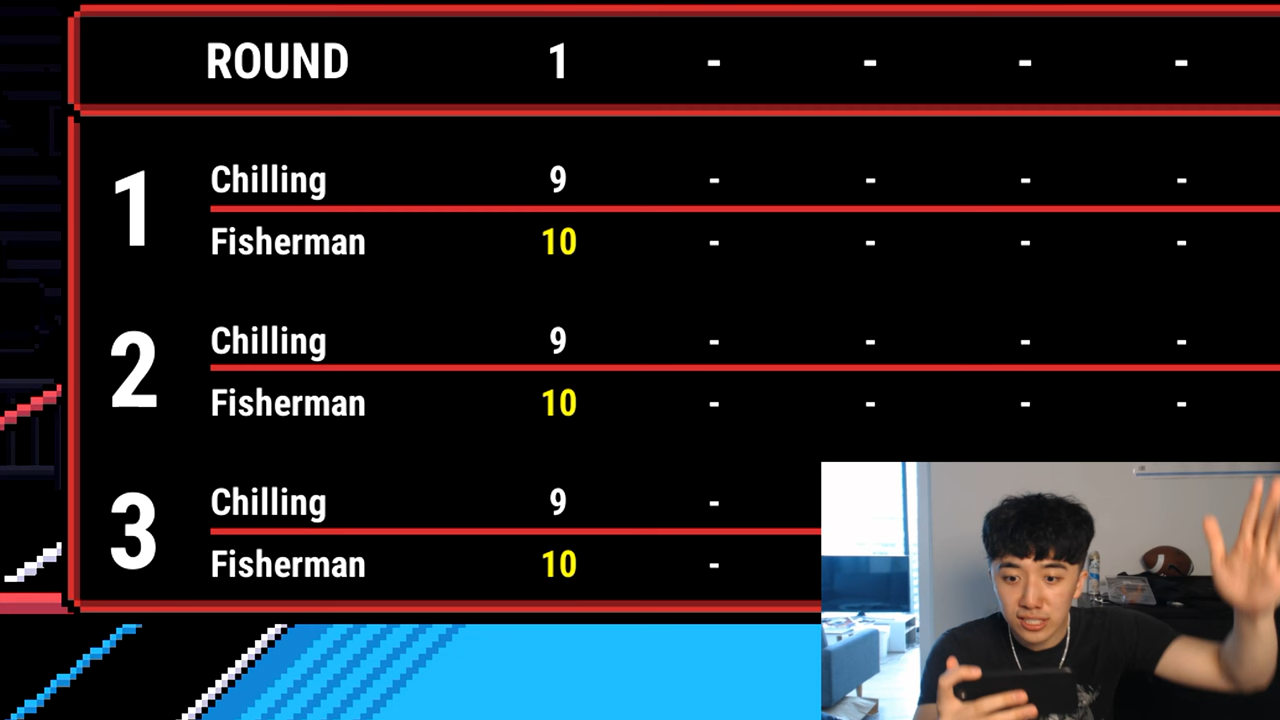 ROUND 1 - - - -
1
Chilling 9 - - - -
Fisherman 10 - - - -
2
Chilling 9 - - - -
Fisherman 10 - - - -
3
Chilling 9 -
Fisherman 10 -